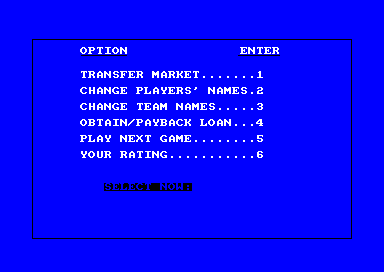 OPTION ENTER
TRANSFER MARKET.......1
CHANGE PLAYERS' NAMES.2
CHANGE TEAM NAMES.....3
OBTAIN/PAYBACK LOAN...4
PLAY NEXT GAME........5
YOUR RATING...........6
SELECT NOW: